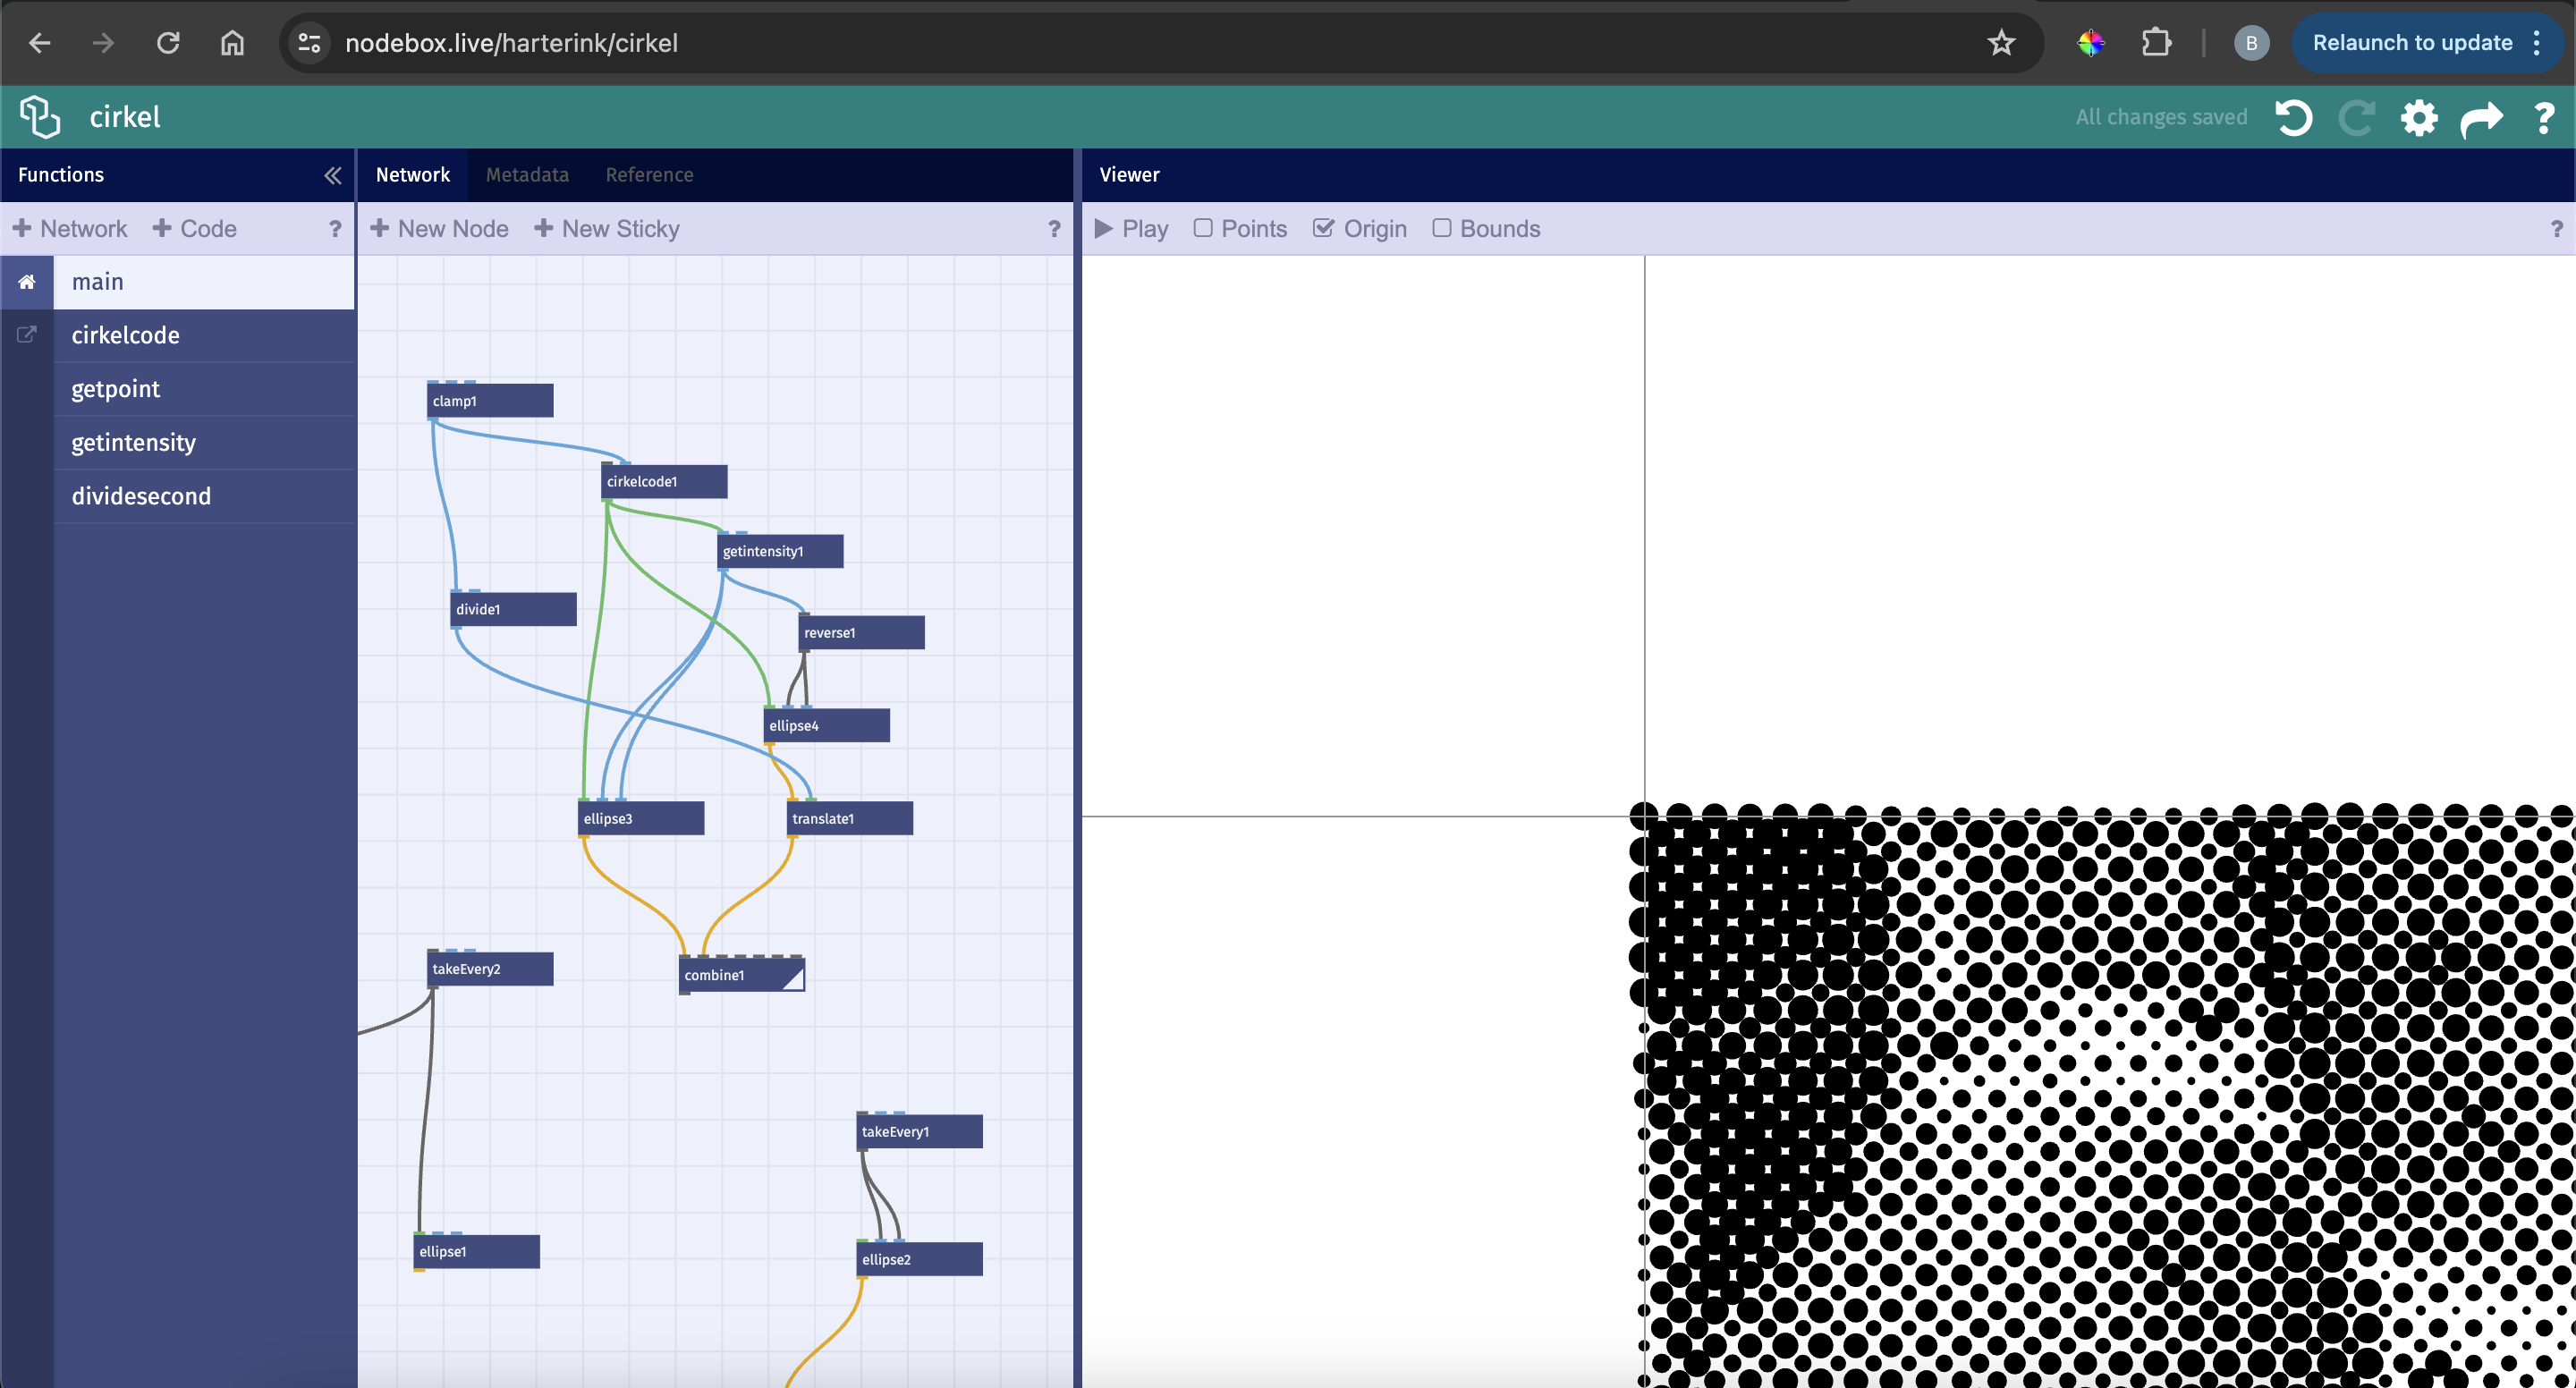 nodebox.live/harterink/cirkel
B
Relaunch to update
cirkel
All changes saved
?
Functions
Network Metadata Reference
Viewer
+ Network + Code ?
+ New Node + New Sticky ?
Play Points Origin Bounds ?
main
cirkelcode
getpoint
getintensity
dividesecond
clamp1
cirkelcode1
getintensity1
divide1
reverse1
ellipse4
ellipse3
translate1
takeEvery2
combine1
takeEvery1
ellipse1
ellipse2